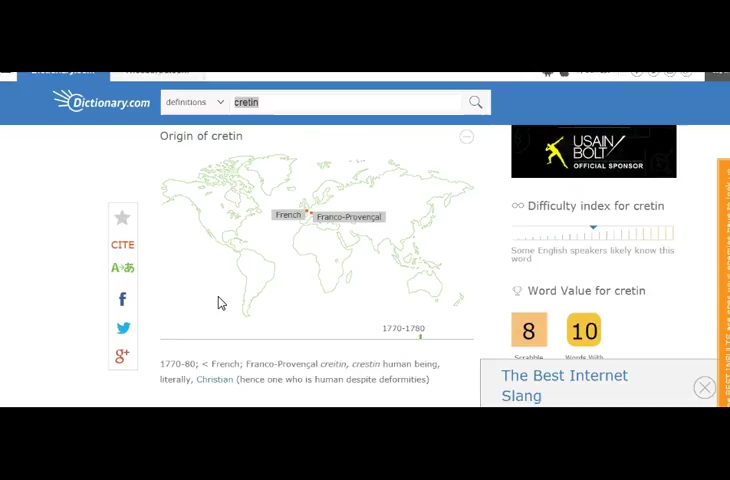 Dictionary.com
definitions
cretin
Origin of cretin
USAIN
BOLT
OFFICIAL SPONSOR
French
Franco-Provençal
CITE
Difficulty index for cretin
Some English speakers likely know this
word
Word Value for cretin
8
10
Scrabble
Words With
1770-1780
1770-80; < French; Franco-Provençal creitin, crestin human being,
literally, Christian (hence one who is human despite deformities)
The Best Internet
Slang